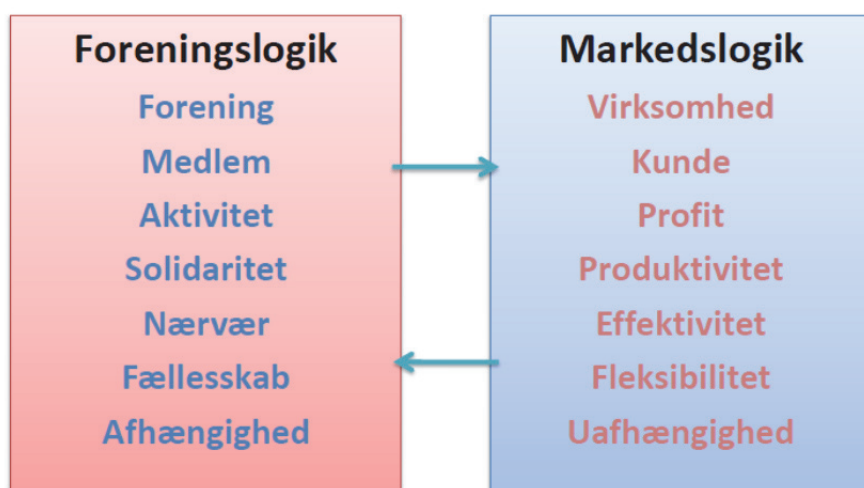 Foreningslogik
Forening
Medlem
Aktivitet
Solidaritet
Nærvær
Fællesskab
Afhængighed
Markedslogik
Virksomhed
Kunde
Profit
Produktivitet
Effektivitet
Fleksibilitet
Uafhængighed